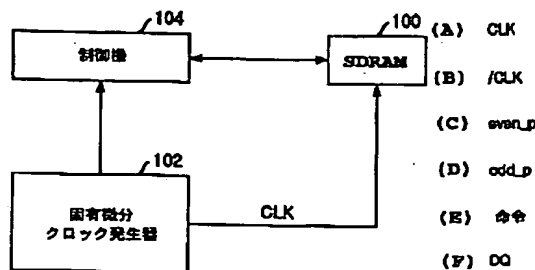 104
制御機
100
SDRAM
102
固有微分
クロック発生器
CLK
(A) CLK
(B) /CLK
(C) even_p
(D) odd_p
(E) 命令
(F) DQ